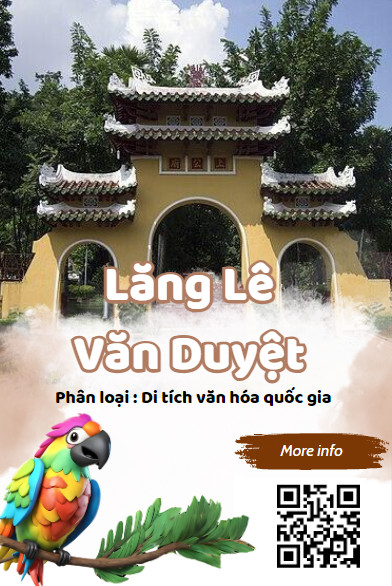 Lăng Lê
Văn Duyệt
Phân loại : Di tích văn hóa quốc gia
More info